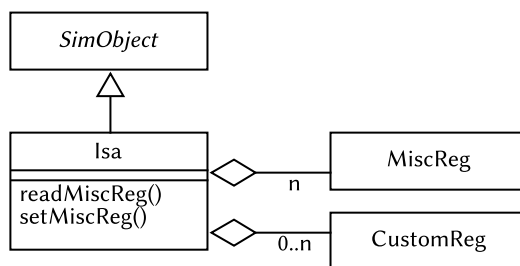 SimObject
Isa
readMiscReg()
setMiscReg()
MiscReg
n
CustomReg
0..n